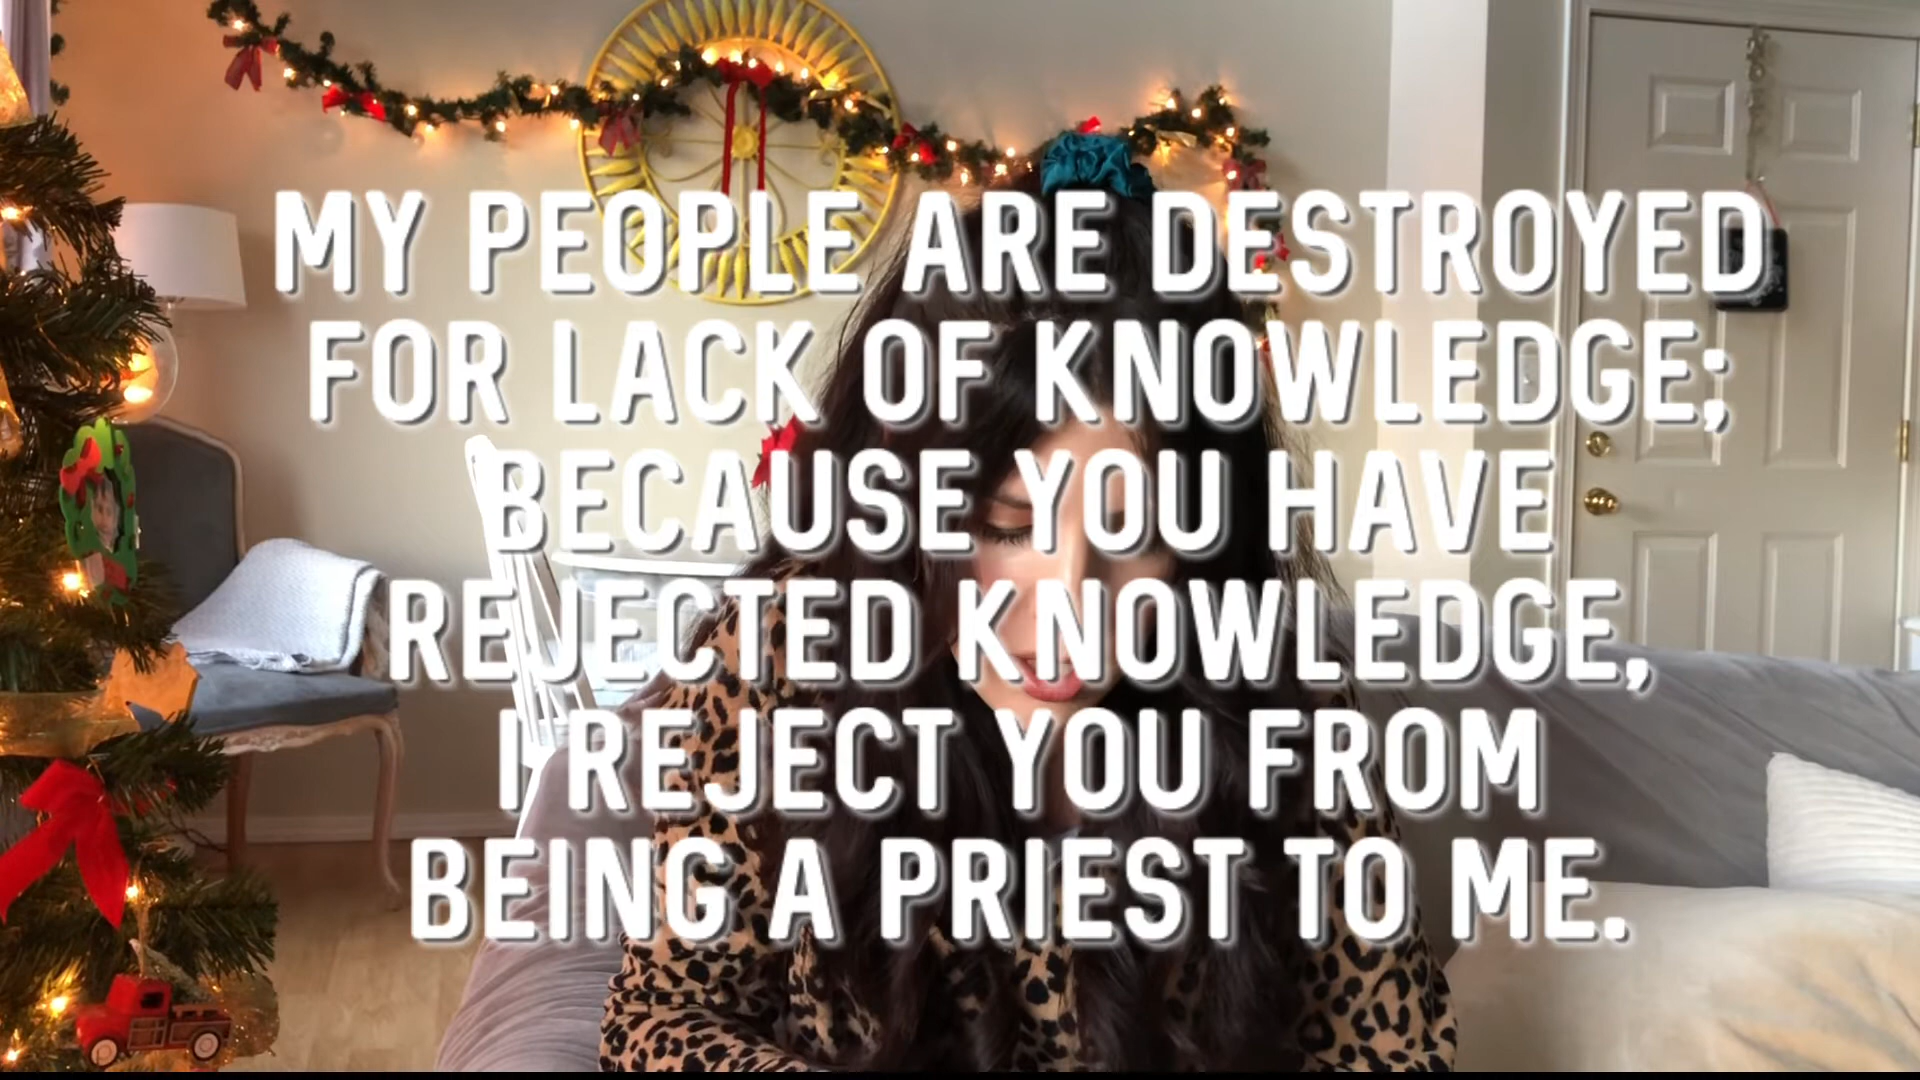 MY PEOPLE ARE DESTROYED
FOR LACK OF KNOWLEDGE;
BECAUSE YOU HAVE
REJECTED KNOWLEDGE,
I REJECT YOU FROM
BEING A PRIEST TO ME.